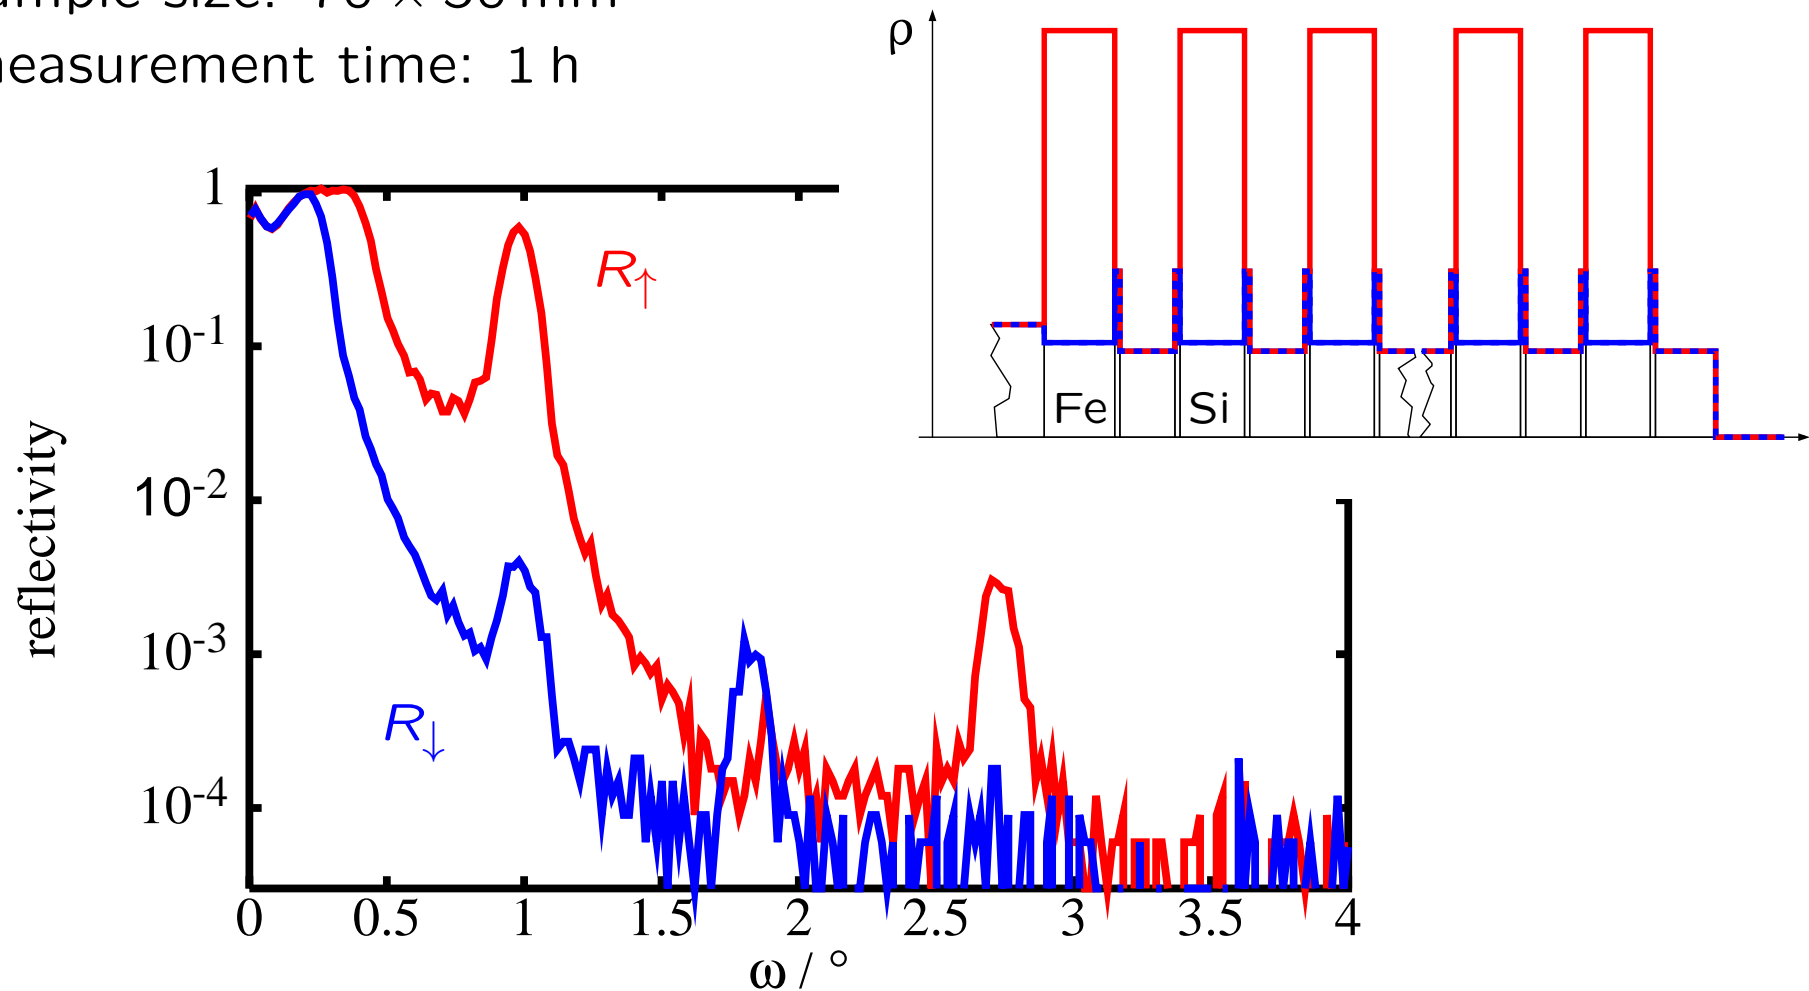 measurement time: 1 h
ρ
Fe
Si
1
10-1
10-2
10-3
10-4
reflectivity
R↑
R↓
0 0.5 1 1.5 2 2.5 3 3.5 4
ω / °